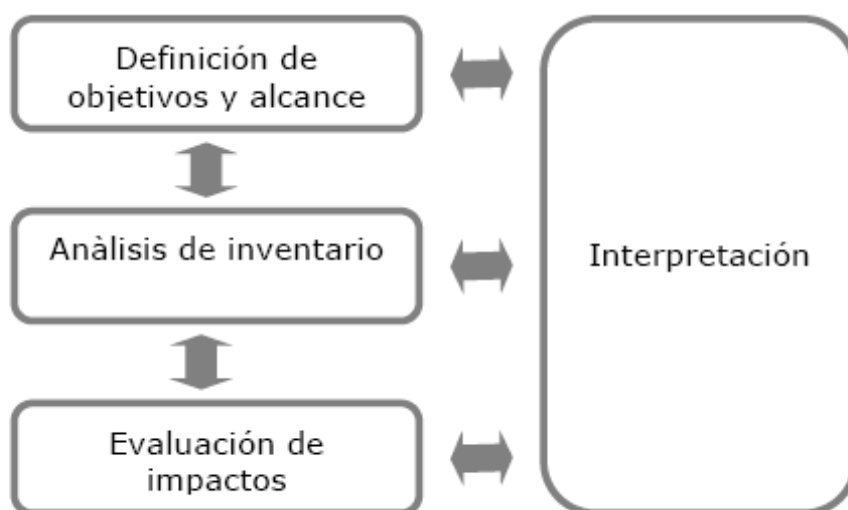 Definición de
objetivos y alcance
Anàlisis de inventario
Interpretación
Evaluación de
impactos